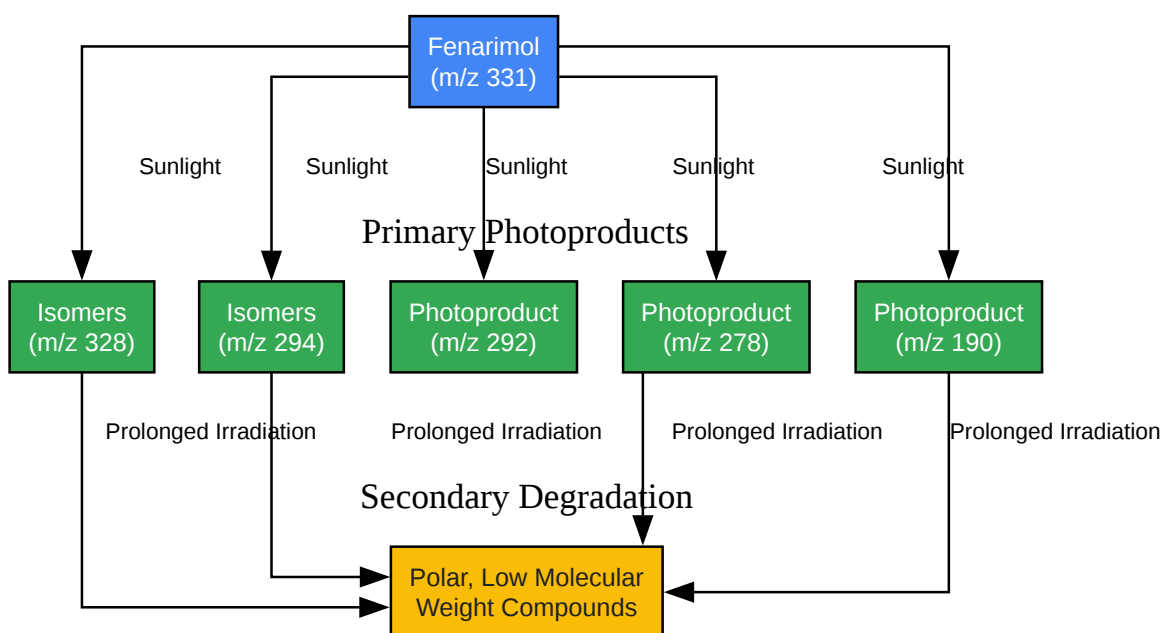 Fenarimol
(m/z 331)
Sunlight
Sunlight
Sunlight
Sunlight
Sunlight
Primary Photoproducts
Isomers
(m/z 328)
Isomers
(m/z 294)
Photoproduct
(m/z 292)
Photoproduct
(m/z 278)
Photoproduct
(m/z 190)
Prolonged Irradiation
Prolonged Irradiation
Prolonged Irradiation
Prolonged Irradiation
Secondary Degradation
Polar, Low Molecular
Weight Compounds